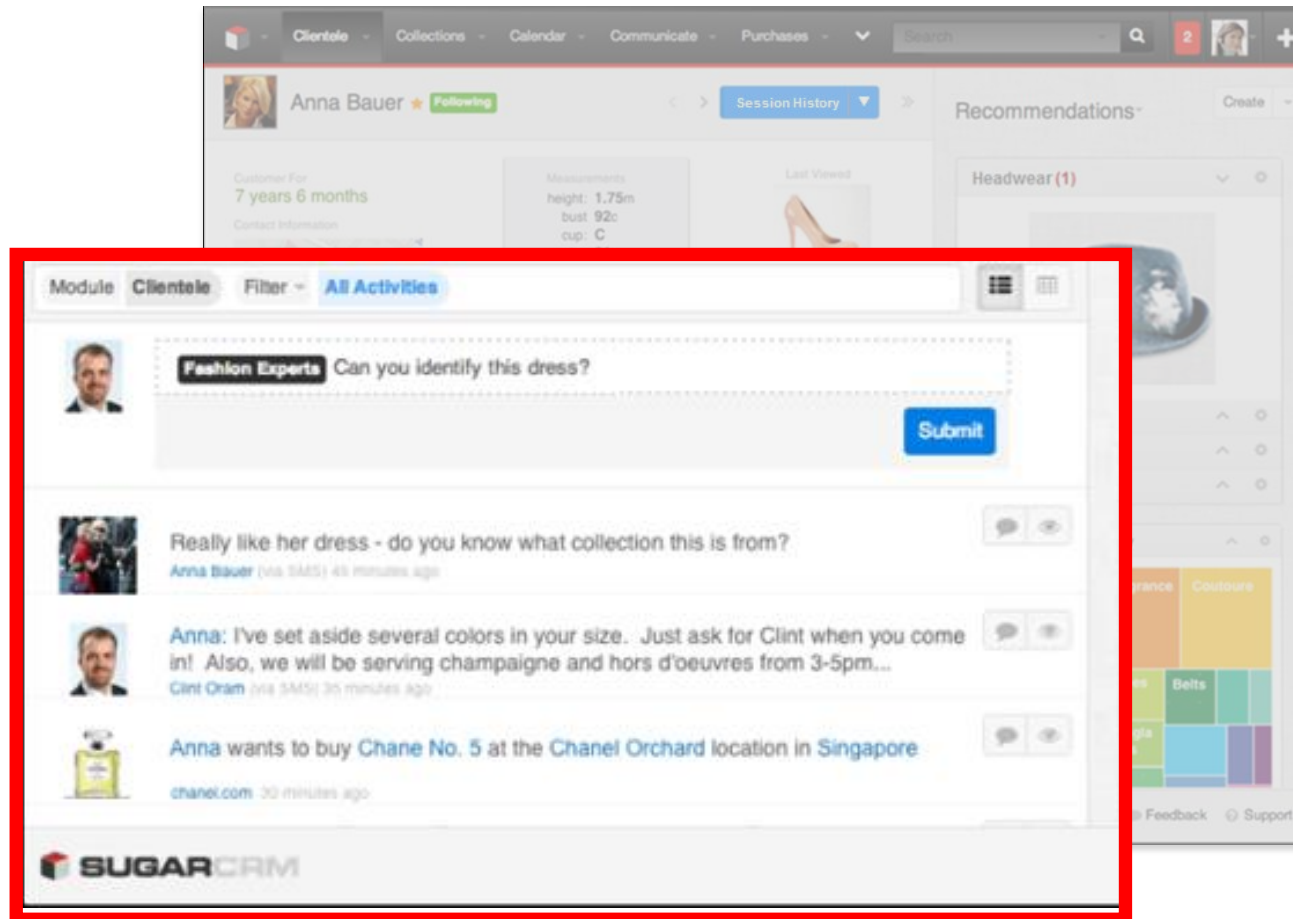 Clientele Collections Calendar Communicate Purchases Search 2
Anna Bauer Following Session History
Recommendations Create
Customer For
7 years 6 months
Contact Information
Measurements
height: 1.75m
bust 92c
cup: C
Last Viewed
Headwear (1)
Module Clientele Filter All Activities
Fashion Experts Can you identify this dress?
Submit
Really like her dress - do you know what collection this is from?
Anna Bauer (via SMS) 45 minutes ago
Anna: I've set aside several colors in your size. Just ask for Clint when you come
in! Also, we will be serving champaigne and hors d'oeuvres from 3-5pm...
Clint Oram (via SMS) 35 minutes ago
Anna wants to buy Chane No. 5 at the Chanel Orchard location in Singapore
chanel.com 30 minutes ago
Coutoure
Belts
Feedback Support
SUGARCRM